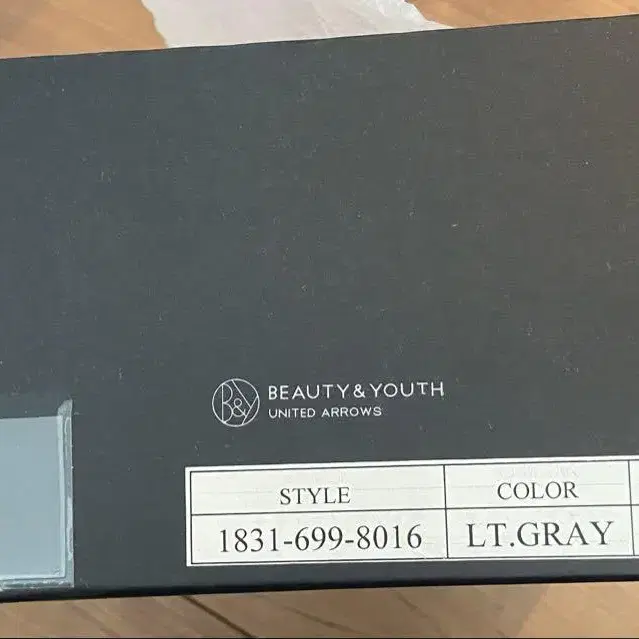 B&Y BEAUTY & YOUTH
UNITED ARROWS
STYLE COLOR
1831-699-8016 LT.GRAY